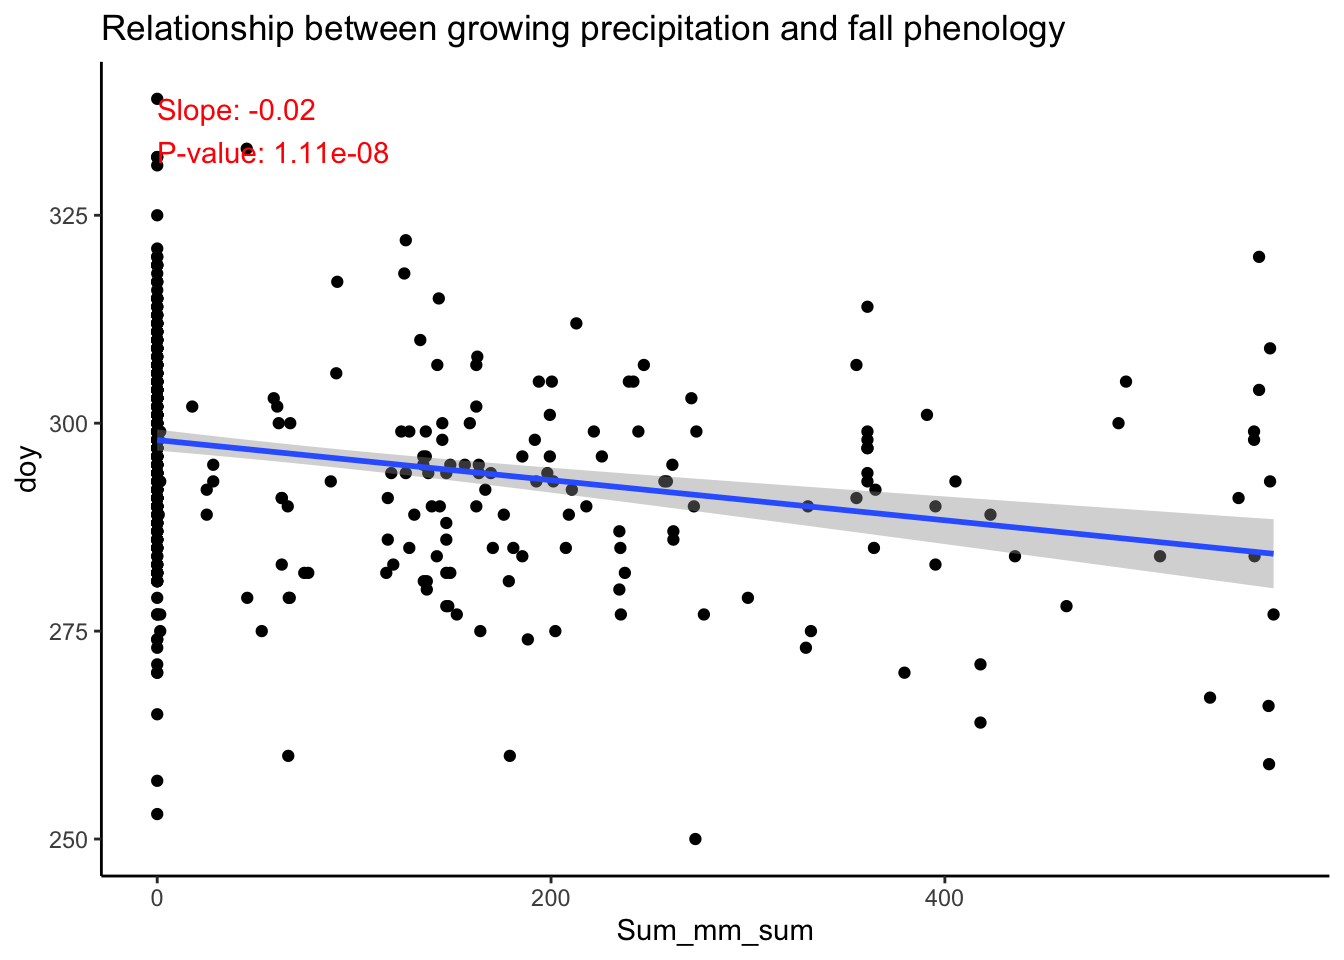 Relationship between growing precipitation and fall phenology
Slope: -0.02
P-value: 1.11e-08
325
300
275
250
doy
0 200 400
Sum_mm_sum